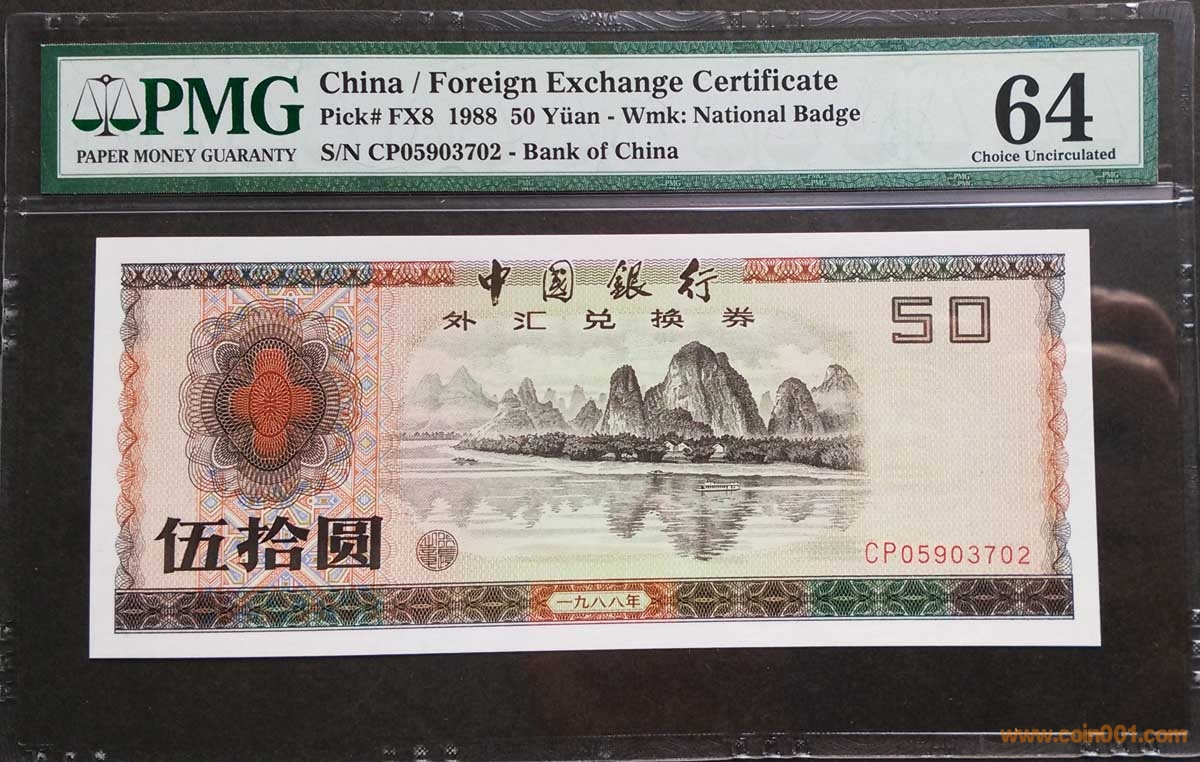 PMG
PAPER MONEY GUARANTY
China / Foreign Exchange Certificate
Pick# FX8 1988 50 Yüan - Wmk: National Badge
S/N CP05903702 - Bank of China
64
Choice Uncirculated
中國銀行
外汇兑换券
50
伍拾圆
CP05903702
一九八八年
www.coin001.com